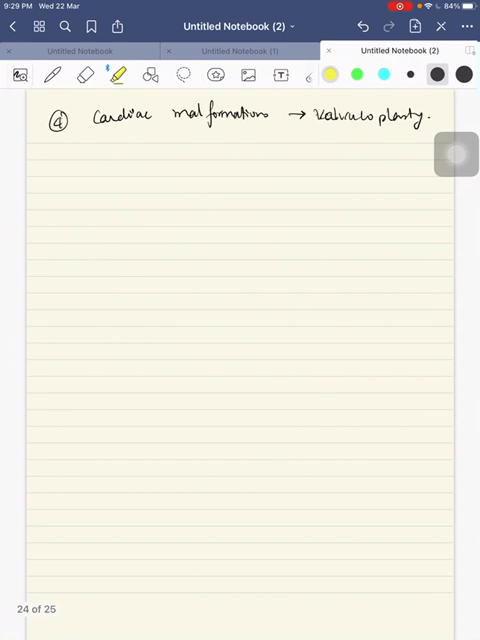 9:29 PM Wed 22 Mar 84%
Untitled Notebook (2)
Untitled Notebook Untitled Notebook (1) Untitled Notebook (2)
④ Cardiac malformations → Valvuloplasty.
24 of 25